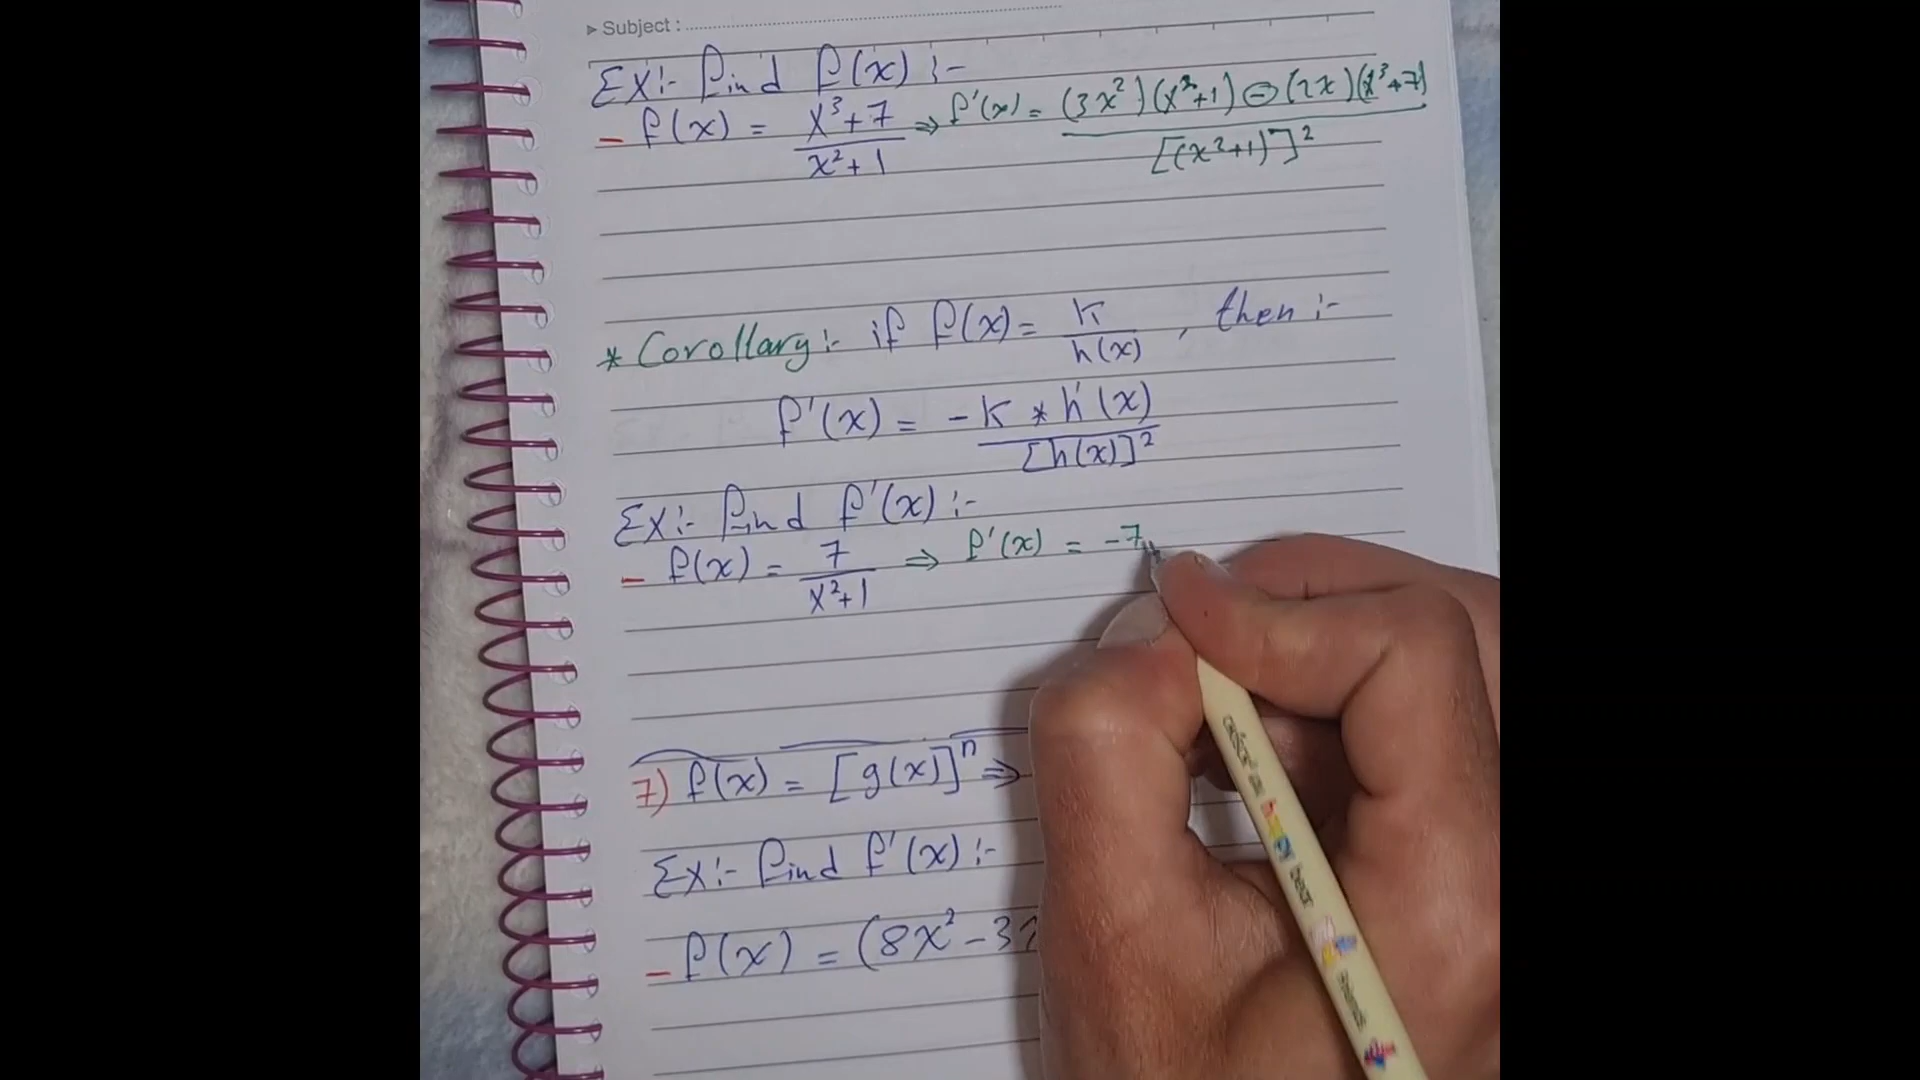 ➤ Subject :
Ex:- find f(x) :-
- f(x) = x³+7 / x²+1 ⇒ f'(x) = (3x²)(x²+1) - (2x)(x³+7) / [(x²+1)]²
* Corollary:- if f(x) = k / h(x) , then :-
f'(x) = -k * h'(x) / [h(x)]²
Ex:- find f'(x) :-
- f(x) = 7 / x²+1 ⇒ f'(x) = -7
7) f(x) = [g(x)]ⁿ ⇒
Ex:- find f'(x) :-
- f(x) = (8x² - 3